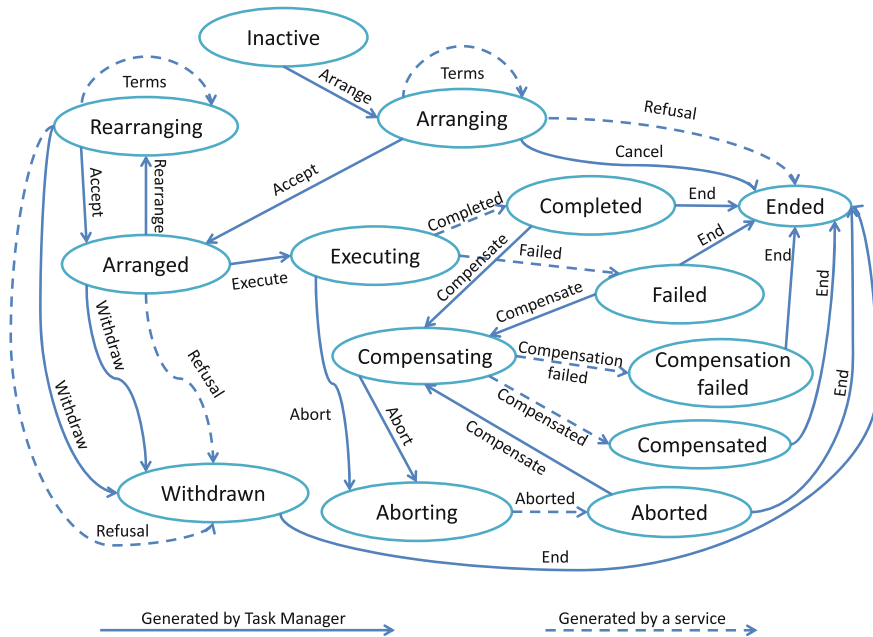 Inactive
Terms
Terms
Arrange
Refusal
Rearranging
Arranging
Cancel
Accept
Rearrange
Accept
Completed
Completed
End
Ended
Arranged
Execute
Executing
Compensate
Failed
End
End
Failed
Compensate
End
Withdraw
Refusal
Compensating
Compensation
failed
Compensation
failed
End
Withdraw
Abort
Abort
Compensated
Compensated
Compensate
Withdrawn
Aborting
Aborted
Aborted
Refusal
End
Generated by Task Manager
Generated by a service